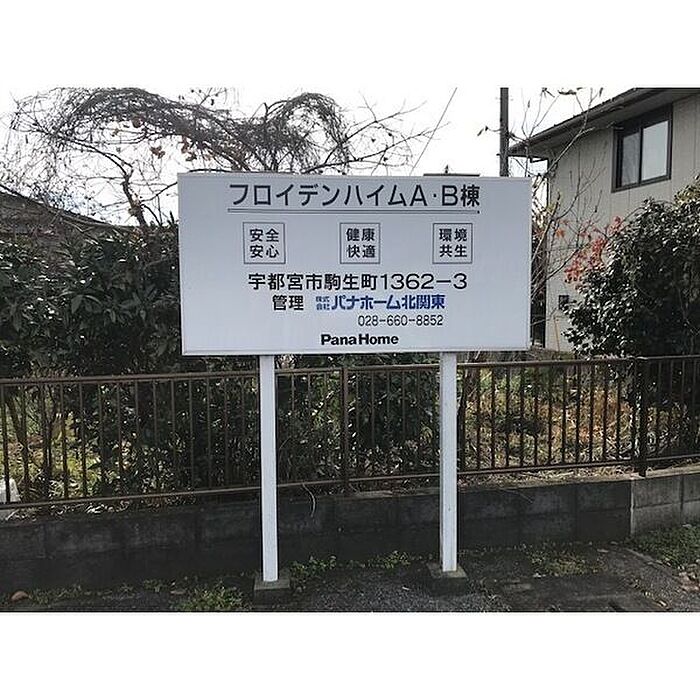 フロイデンハイムA・B棟
安全 健康 環境
安心 快適 共生
宇都宮市駒生町1362-3
管理 株式会社 パナホーム北関東
028-660-8852
PanaHome